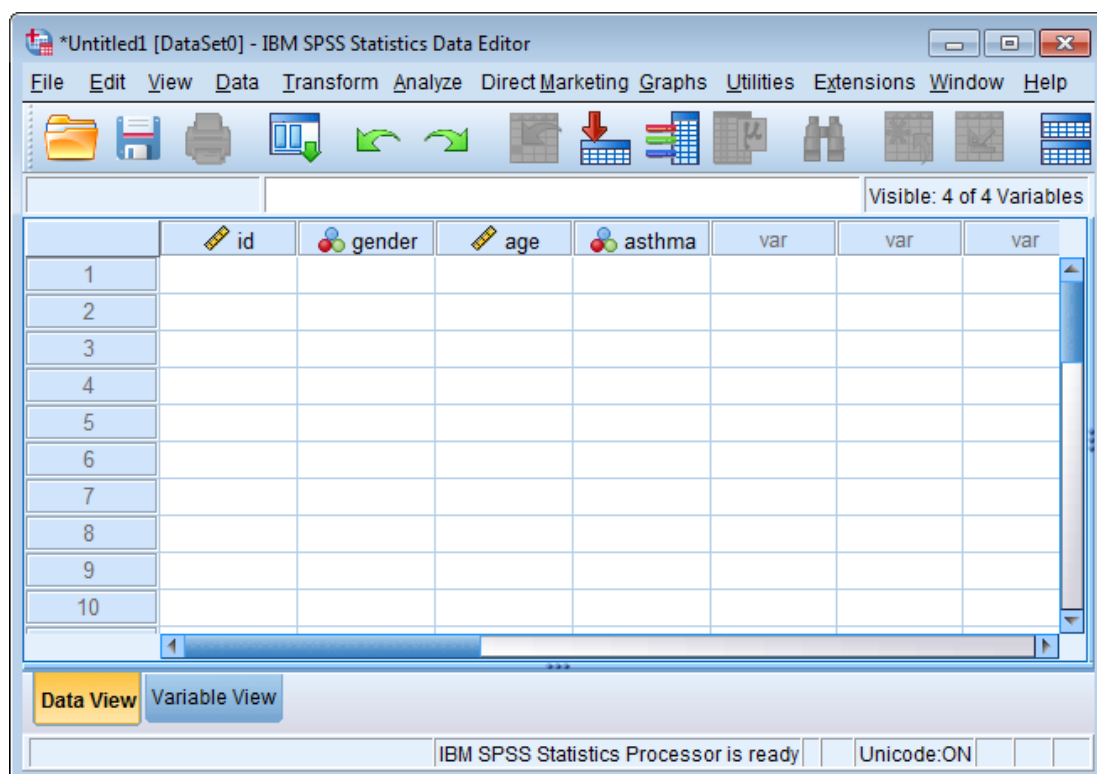 *Untitled1 [DataSet0] - IBM SPSS Statistics Data Editor
File Edit View Data Transform Analyze Direct Marketing Graphs Utilities Extensions Window Help
Visible: 4 of 4 Variables
id gender age asthma var var var
1
2
3
4
5
6
7
8
9
10
Data View Variable View
IBM SPSS Statistics Processor is ready Unicode:ON